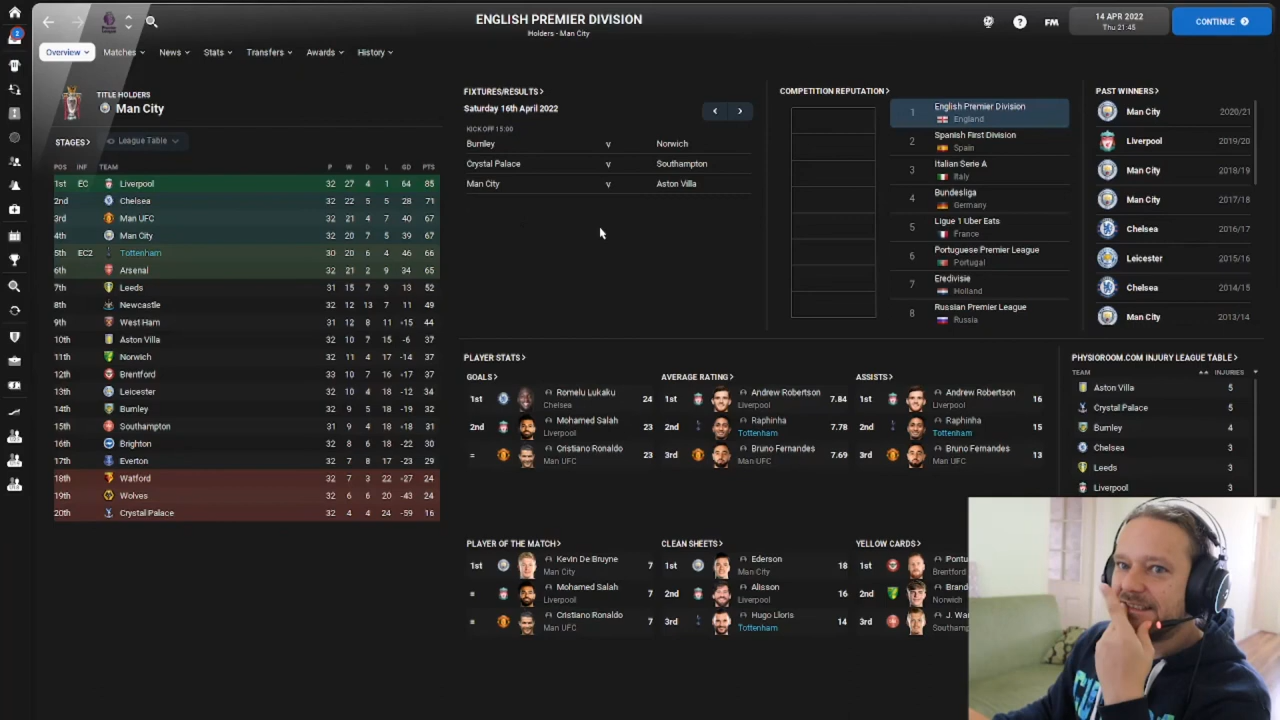 ENGLISH PREMIER DIVISION
Holders - Man City
14 APR 2022
Thu 21:45
FM
CONTINUE
2
Overview
Matches
News
Stats
Transfers
Awards
History
TITLE HOLDERS
Man City
STAGES>
League Table
POS INF TEAM P W D L GD PTS
1st EC Liverpool 32 27 4 1 64 85
2nd Chelsea 32 22 5 5 28 71
3rd Man UFC 32 21 4 7 40 67
4th Man City 32 20 7 5 39 67
5th EC2 Tottenham 30 20 6 4 46 66
6th Arsenal 32 21 2 9 34 65
7th Leeds 31 15 7 9 13 52
8th Newcastle 32 12 13 7 11 49
9th West Ham 31 12 8 11 -15 44
10th Aston Villa 32 10 7 15 -6 37
11th Norwich 32 11 4 17 -14 37
12th Brentford 33 10 7 16 -17 37
13th Leicester 32 10 4 18 -12 34
14th Burnley 32 9 5 18 -19 32
15th Southampton 31 9 4 18 -18 31
16th Brighton 32 8 6 18 -22 30
17th Everton 32 7 8 17 -23 29
18th Watford 32 7 3 22 -27 24
19th Wolves 32 6 6 20 -43 24
20th Crystal Palace 32 4 4 24 -59 16
FIXTURES/RESULTS>
Saturday 16th April 2022
KICK OFF 15:00
Burnley v Norwich
Crystal Palace v Southampton
Man City v Aston Villa
COMPETITION REPUTATION>
1 English Premier Division
England
2 Spanish First Division
Spain
3 Italian Serie A
Italy
4 Bundesliga
Germany
5 Ligue 1 Uber Eats
France
6 Portuguese Premier League
Portugal
7 Eredivisie
Holland
8 Russian Premier League
Russia
PAST WINNERS>
Man City 2020/21
Liverpool 2019/20
Man City 2018/19
Man City 2017/18
Chelsea 2016/17
Leicester 2015/16
Chelsea 2014/15
Man City 2013/14
PLAYER STATS>
GOALS>
1st Romelu Lukaku 24
Chelsea
2nd Mohamed Salah 23
Liverpool
= Cristiano Ronaldo 23
Man UFC
AVERAGE RATING>
1st Andrew Robertson 7.84
Liverpool
2nd Raphinha 7.78
Tottenham
3rd Bruno Fernandes 7.69
Man UFC
ASSISTS>
1st Andrew Robertson 16
Liverpool
2nd Raphinha 15
Tottenham
3rd Bruno Fernandes 13
Man UFC
PHYSIOROOM.COM INJURY LEAGUE TABLE>
TEAM INJURIES
Aston Villa 5
Crystal Palace 5
Burnley 4
Chelsea 3
Leeds 3
Liverpool 3
PLAYER OF THE MATCH>
1st Kevin De Bruyne 7
Man City
= Mohamed Salah 7
Liverpool
= Cristiano Ronaldo 7
Man UFC
CLEAN SHEETS>
1st Ederson 18
Man City
2nd Alisson 16
Liverpool
3rd Hugo Lloris 14
Tottenham
YELLOW CARDS>
1st Pontu
Brentford
2nd Brand
Norwich
3rd J. Wa
Southamp